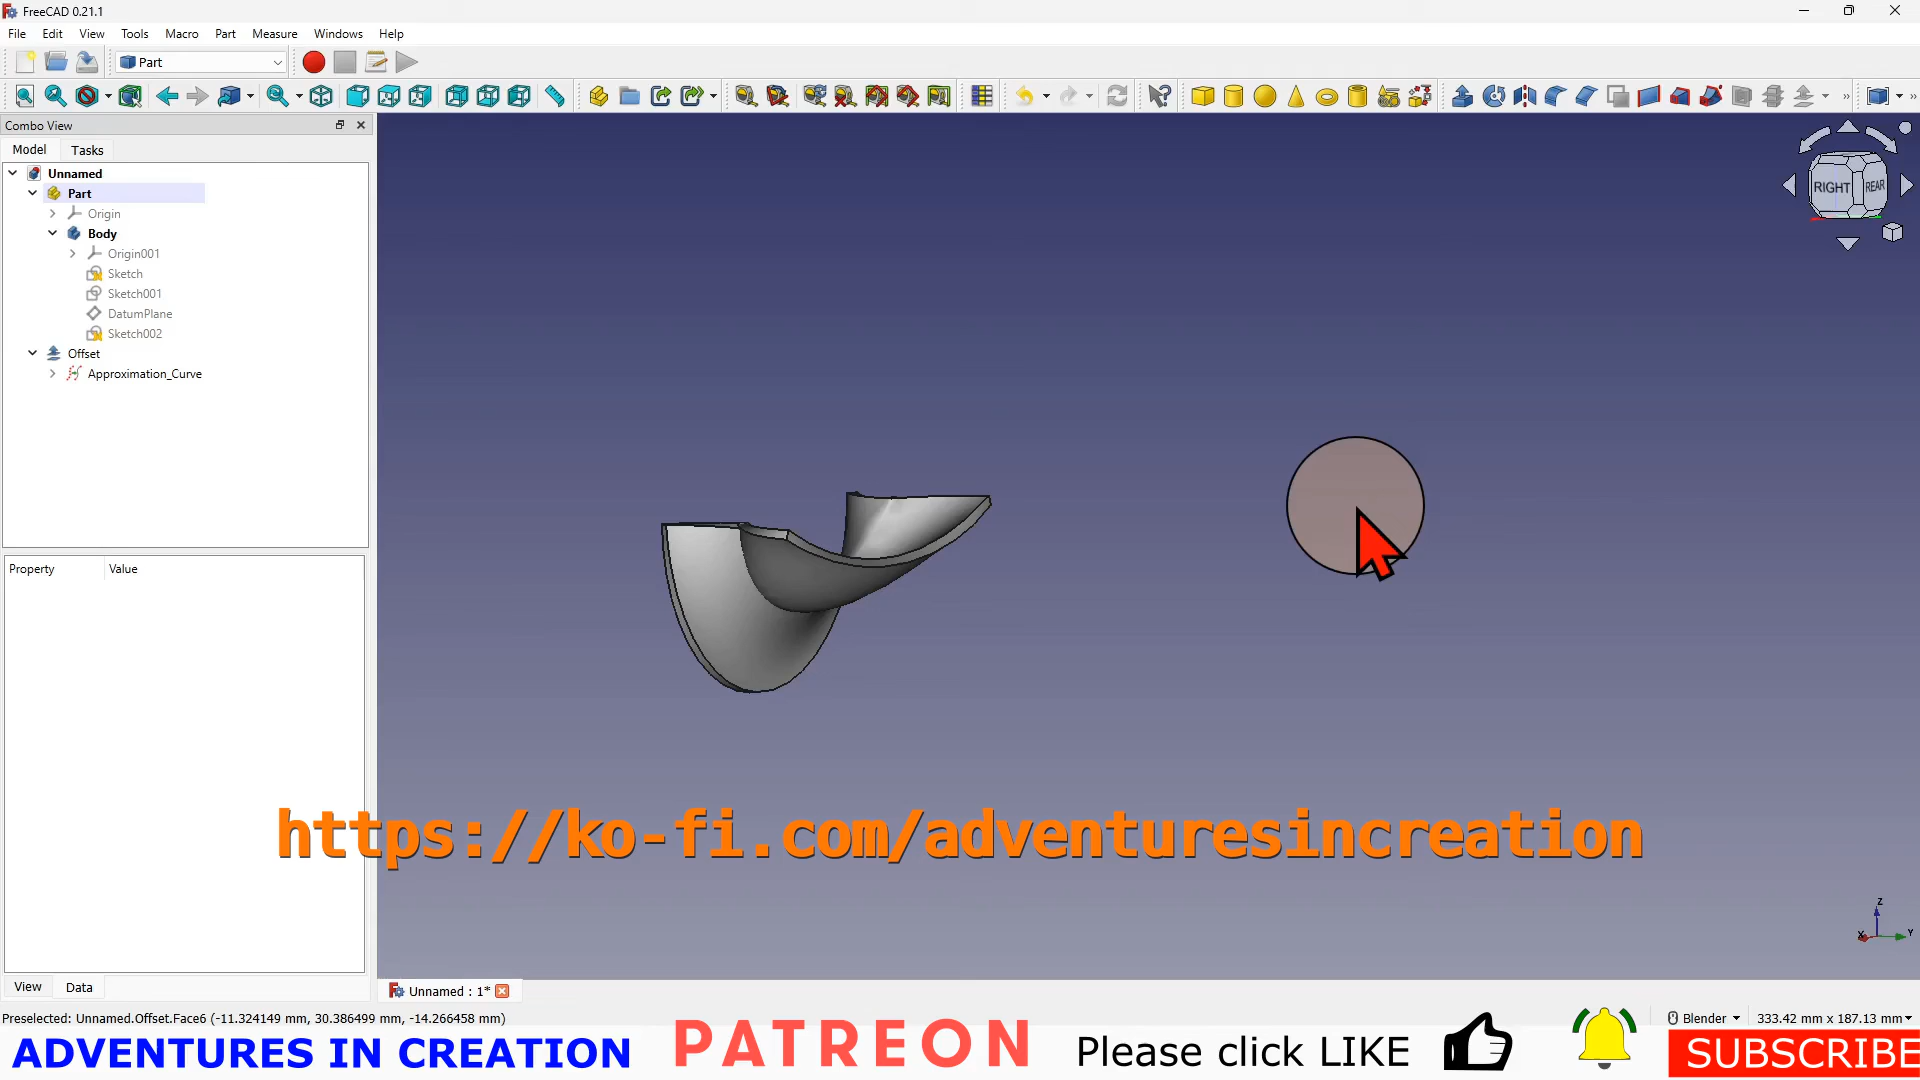 FreeCAD 0.21.1
File Edit View Tools Macro Part Measure Windows Help
Part
Combo View
Model Tasks
Unnamed
Part
Origin
Body
Origin001
Sketch
Sketch001
DatumPlane
Sketch002
Offset
Approximation_Curve
RIGHT REAR
Property Value
https://ko-fi.com/adventuresincreation
Z
X Y
View Data
Unnamed : 1*
Preselected: Unnamed.Offset.Face6 (-11.324149 mm, 30.386499 mm, -14.266458 mm)
Blender 333.42 mm x 187.13 mm
ADVENTURES IN CREATION PATREON Please click LIKE SUBSCRIBE